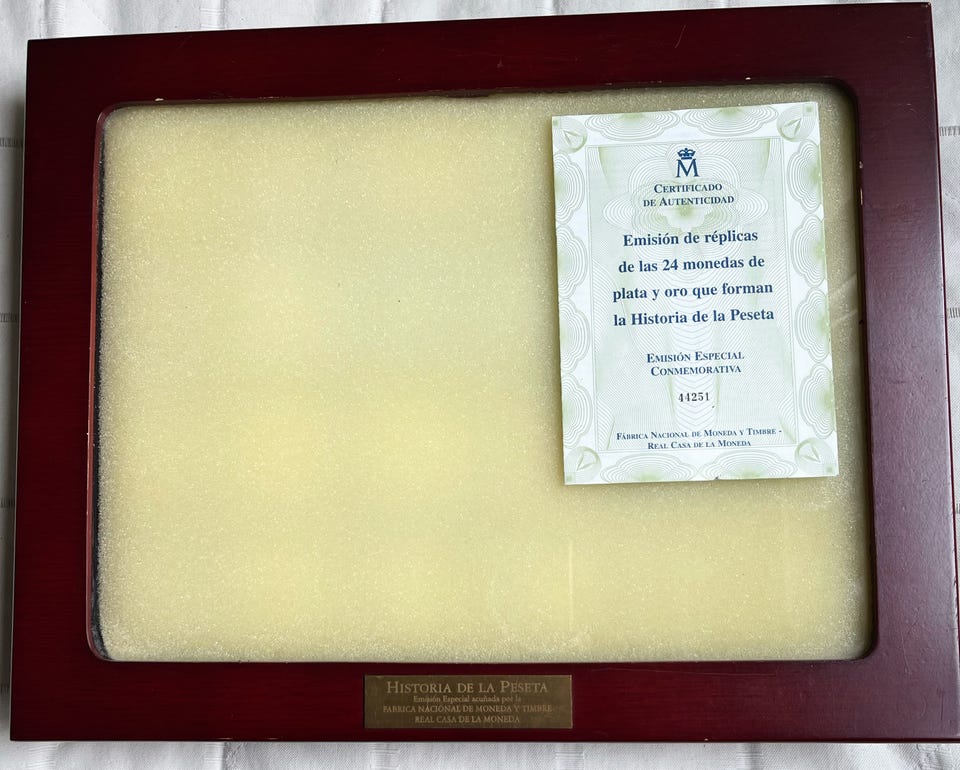 M
CERTIFICADO
DE AUTENTICIDAD
Emisión de réplicas
de las 24 monedas de
plata y oro que forman
la Historia de la Peseta
EMISIÓN ESPECIAL
CONMEMORATIVA
44251
FÁBRICA NACIONAL DE MONEDA Y TIMBRE -
REAL CASA DE LA MONEDA
HISTORIA DE LA PESETA
Emisión Especial acuñada por la
FABRICA NACIONAL DE MONEDA Y TIMBRE
REAL CASA DE LA MONEDA